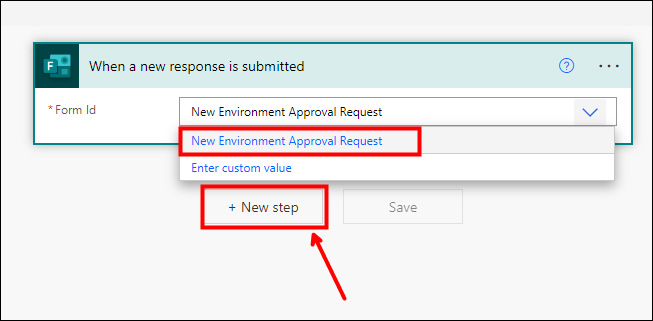 F
When a new response is submitted
?
...
* Form Id
New Environment Approval Request
New Environment Approval Request
Enter custom value
+ New step
Save